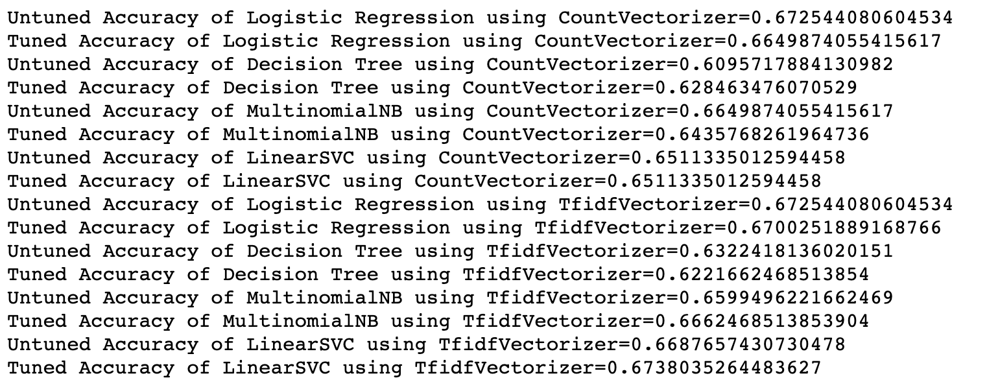 Untuned Accuracy of Logistic Regression using CountVectorizer=0.672544080604534
Tuned Accuracy of Logistic Regression using CountVectorizer=0.6649874055415617
Untuned Accuracy of Decision Tree using CountVectorizer=0.6095717884130982
Tuned Accuracy of Decision Tree using CountVectorizer=0.628463476070529
Untuned Accuracy of MultinomialNB using CountVectorizer=0.6649874055415617
Tuned Accuracy of MultinomialNB using CountVectorizer=0.6435768261964736
Untuned Accuracy of LinearSVC using CountVectorizer=0.6511335012594458
Tuned Accuracy of LinearSVC using CountVectorizer=0.6511335012594458
Untuned Accuracy of Logistic Regression using TfidfVectorizer=0.672544080604534
Tuned Accuracy of Logistic Regression using TfidfVectorizer=0.6700251889168766
Untuned Accuracy of Decision Tree using TfidfVectorizer=0.6322418136020151
Tuned Accuracy of Decision Tree using TfidfVectorizer=0.6221662468513854
Untuned Accuracy of MultinomialNB using TfidfVectorizer=0.6599496221662469
Tuned Accuracy of MultinomialNB using TfidfVectorizer=0.6662468513853904
Untuned Accuracy of LinearSVC using TfidfVectorizer=0.6687657430730478
Tuned Accuracy of LinearSVC using TfidfVectorizer=0.6738035264483627